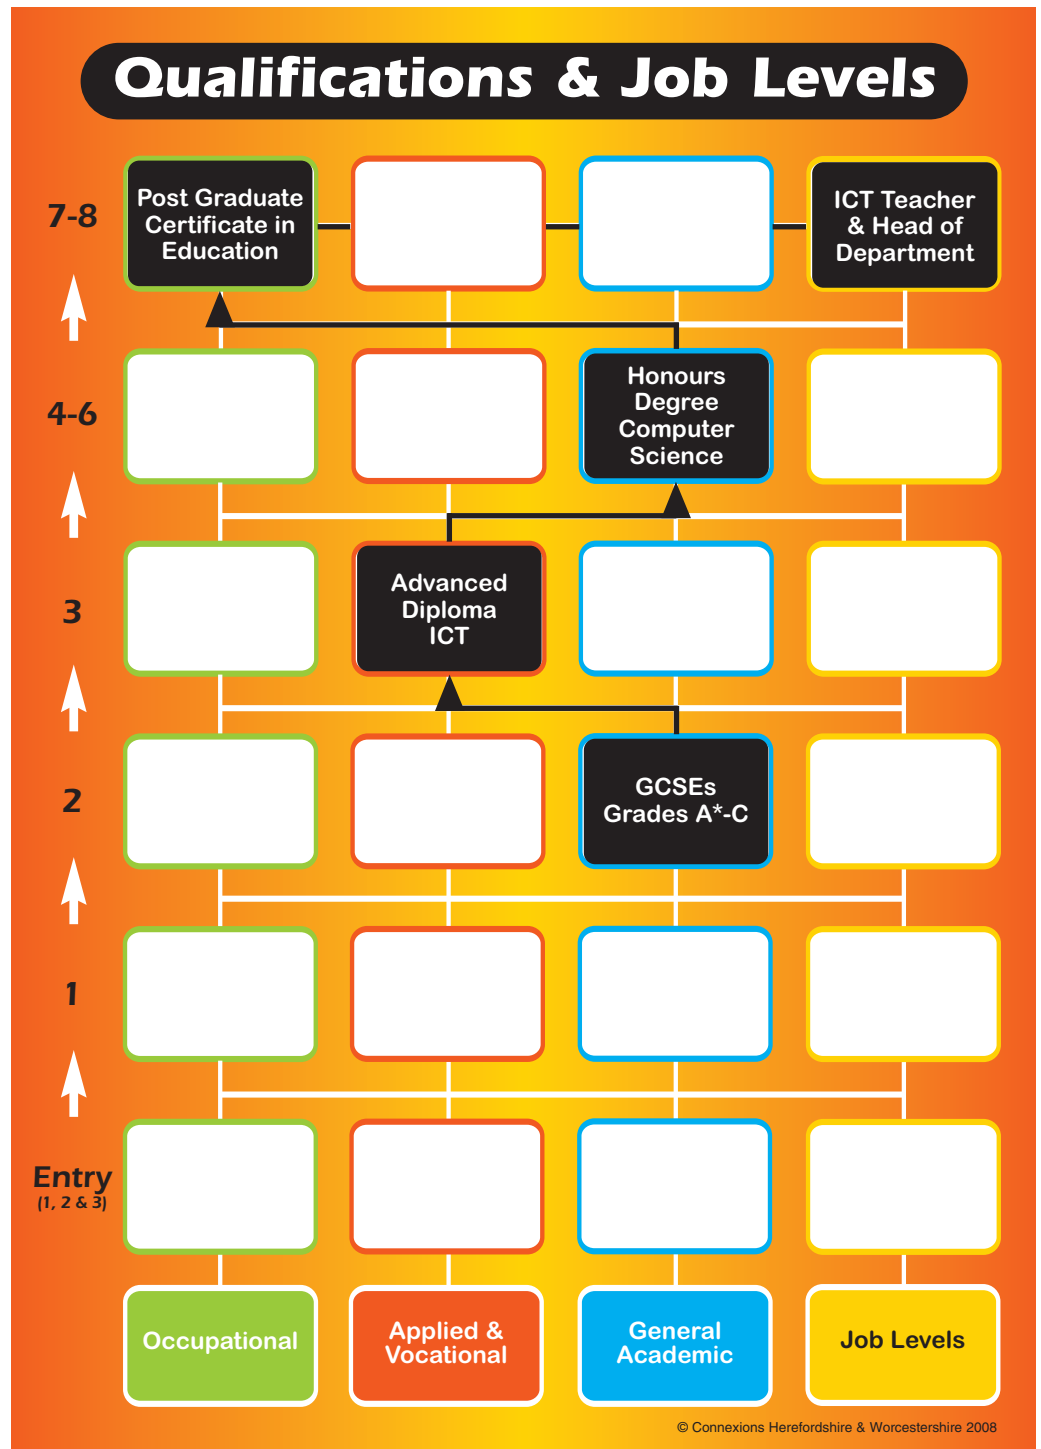 Qualifications & Job Levels
7-8
Post Graduate
Certificate in
Education
ICT Teacher
& Head of
Department
4-6
Honours
Degree
Computer
Science
3
Advanced
Diploma
ICT
2
GCSEs
Grades A*-C
1
Entry
(1, 2 & 3)
Occupational
Applied &
Vocational
General
Academic
Job Levels
© Connexions Herefordshire & Worcestershire 2008